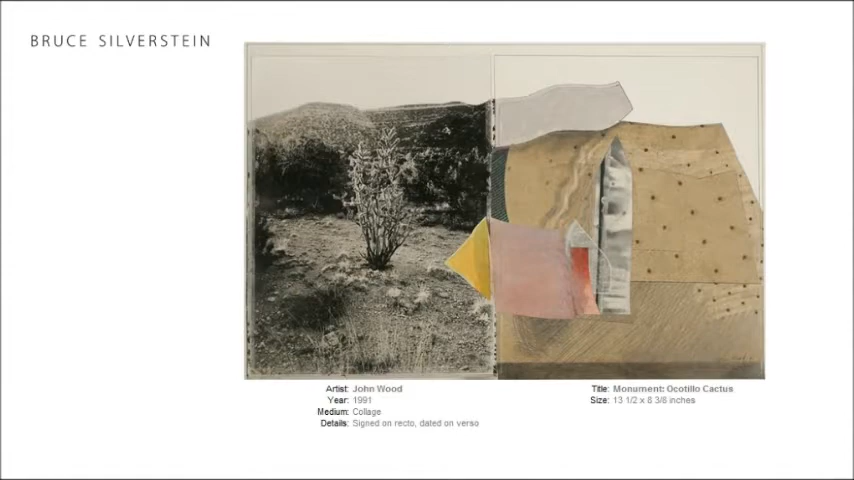 BRUCE SILVERSTEIN
Artist: John Wood
Year: 1991
Medium: Collage
Details: Signed on recto, dated on verso
Title: Monument: Ocotillo Cactus
Size: 13 1/2 x 8 3/8 inches